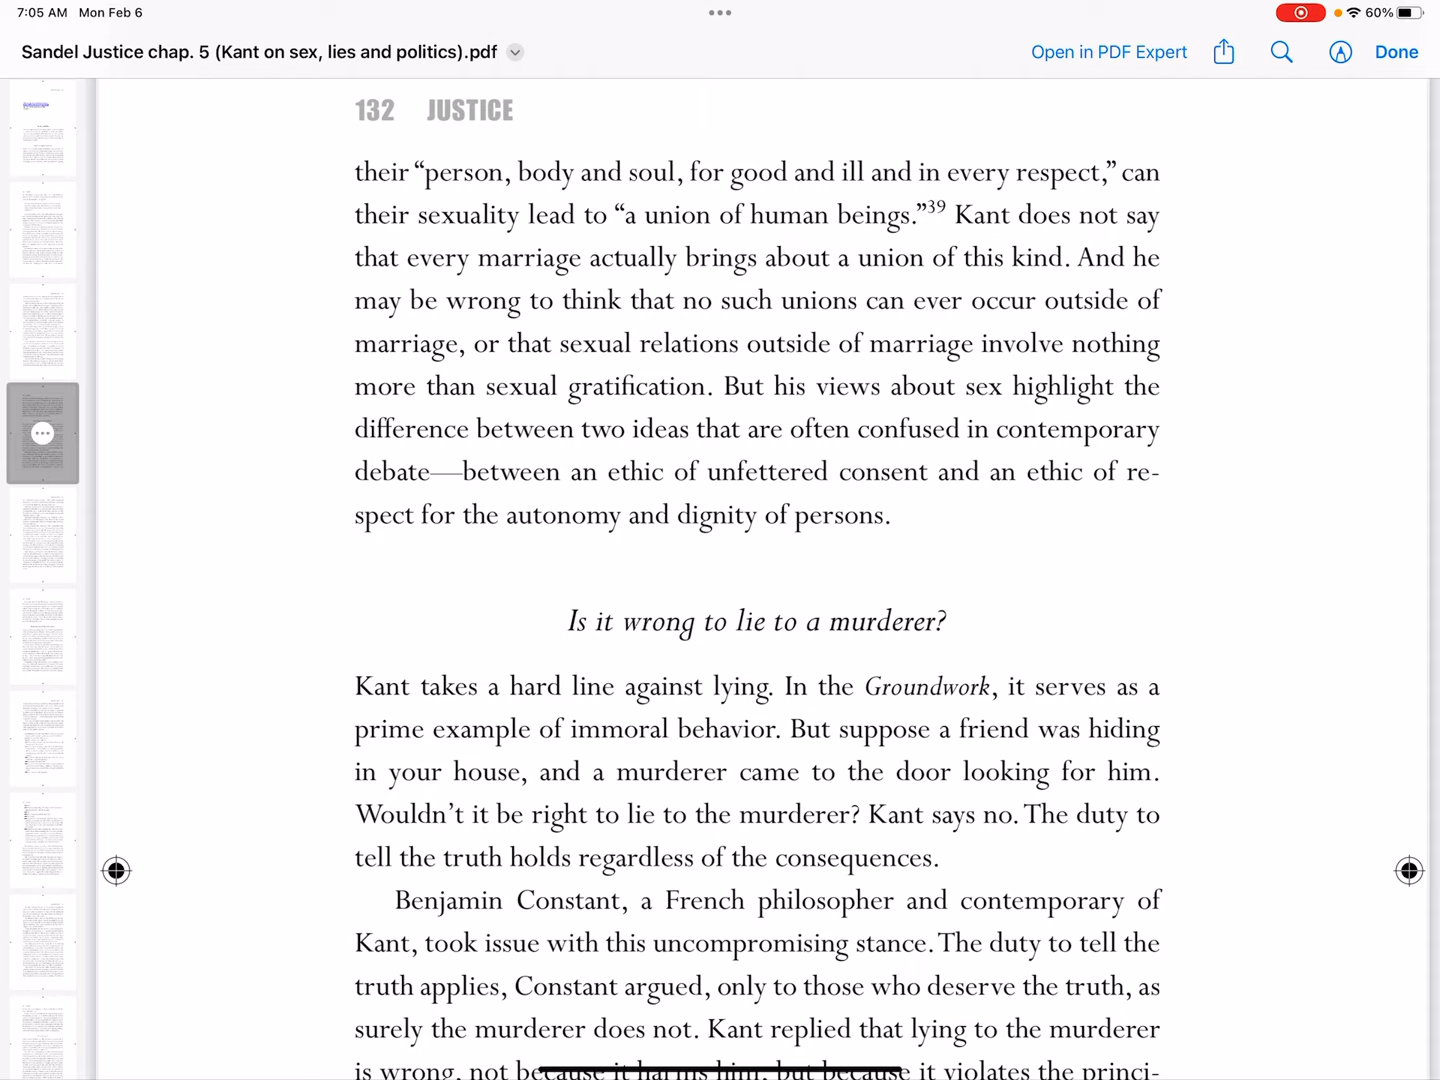 7:05 AM Mon Feb 6
60%
Sandel Justice chap. 5 (Kant on sex, lies and politics).pdf
Open in PDF Expert
Done
132 JUSTICE
their “person, body and soul, for good and ill and in every respect,” can
their sexuality lead to “a union of human beings.”39 Kant does not say
that every marriage actually brings about a union of this kind. And he
may be wrong to think that no such unions can ever occur outside of
marriage, or that sexual relations outside of marriage involve nothing
more than sexual gratification. But his views about sex highlight the
difference between two ideas that are often confused in contemporary
debate—between an ethic of unfettered consent and an ethic of re-
spect for the autonomy and dignity of persons.
Is it wrong to lie to a murderer?
Kant takes a hard line against lying. In the Groundwork, it serves as a
prime example of immoral behavior. But suppose a friend was hiding
in your house, and a murderer came to the door looking for him.
Wouldn’t it be right to lie to the murderer? Kant says no. The duty to
tell the truth holds regardless of the consequences.
Benjamin Constant, a French philosopher and contemporary of
Kant, took issue with this uncompromising stance. The duty to tell the
truth applies, Constant argued, only to those who deserve the truth, as
surely the murderer does not. Kant replied that lying to the murderer
is wrong, not because it harms him, but because it violates the princi-